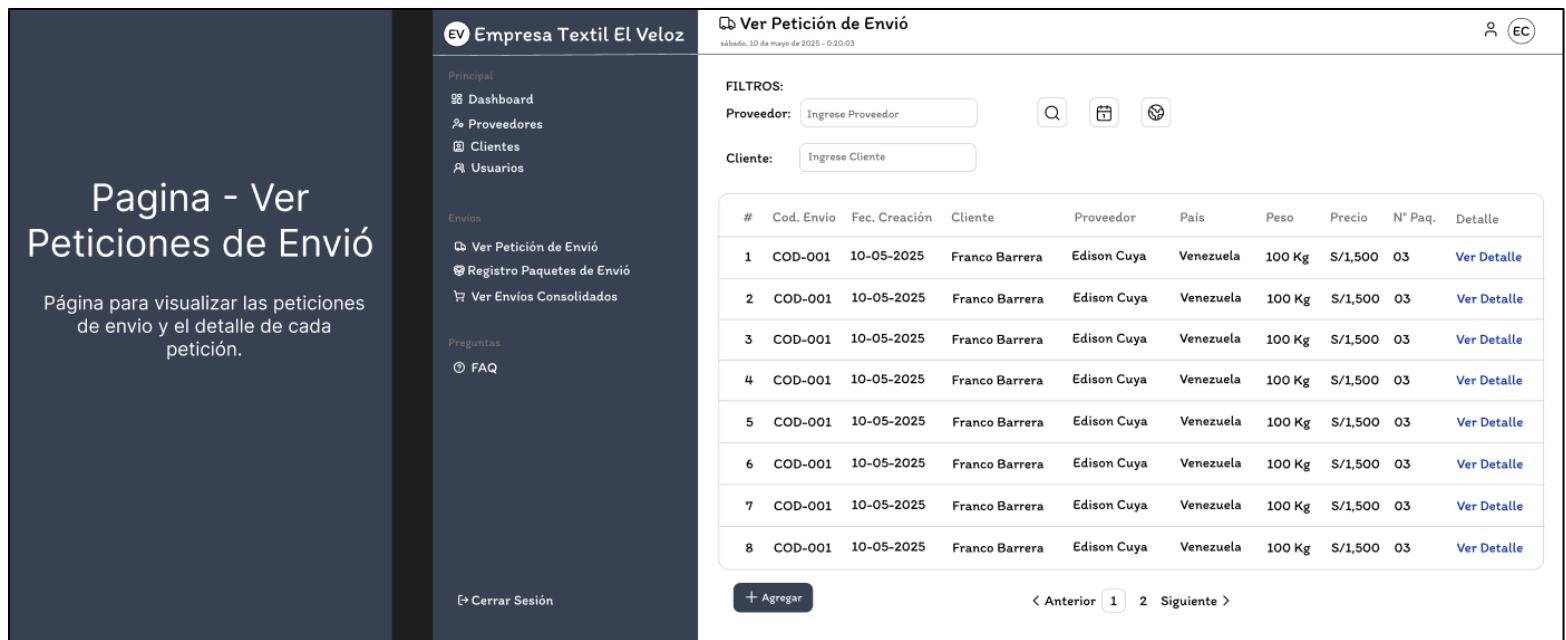 Pagina - Ver
Peticiones de Envió
Página para visualizar las peticiones
de envio y el detalle de cada
petición.
EV Empresa Textil El Veloz
Principal
Dashboard
Proveedores
Clientes
Usuarios
Envíos
Ver Petición de Envió
Registro Paquetes de Envió
Ver Envíos Consolidados
Preguntas
FAQ
Cerrar Sesión
Ver Petición de Envió
sábado, 10 de mayo de 2025 - 0:20:03
EC
FILTROS:
Proveedor: Ingrese Proveedor
1
Cliente: Ingrese Cliente
# Cod. Envio Fec. Creación Cliente Proveedor País Peso Precio N° Paq. Detalle
1 COD-001 10-05-2025 Franco Barrera Edison Cuya Venezuela 100 Kg S/1,500 03 Ver Detalle
2 COD-001 10-05-2025 Franco Barrera Edison Cuya Venezuela 100 Kg S/1,500 03 Ver Detalle
3 COD-001 10-05-2025 Franco Barrera Edison Cuya Venezuela 100 Kg S/1,500 03 Ver Detalle
4 COD-001 10-05-2025 Franco Barrera Edison Cuya Venezuela 100 Kg S/1,500 03 Ver Detalle
5 COD-001 10-05-2025 Franco Barrera Edison Cuya Venezuela 100 Kg S/1,500 03 Ver Detalle
6 COD-001 10-05-2025 Franco Barrera Edison Cuya Venezuela 100 Kg S/1,500 03 Ver Detalle
7 COD-001 10-05-2025 Franco Barrera Edison Cuya Venezuela 100 Kg S/1,500 03 Ver Detalle
8 COD-001 10-05-2025 Franco Barrera Edison Cuya Venezuela 100 Kg S/1,500 03 Ver Detalle
+ Agregar
< Anterior 1 2 Siguiente >